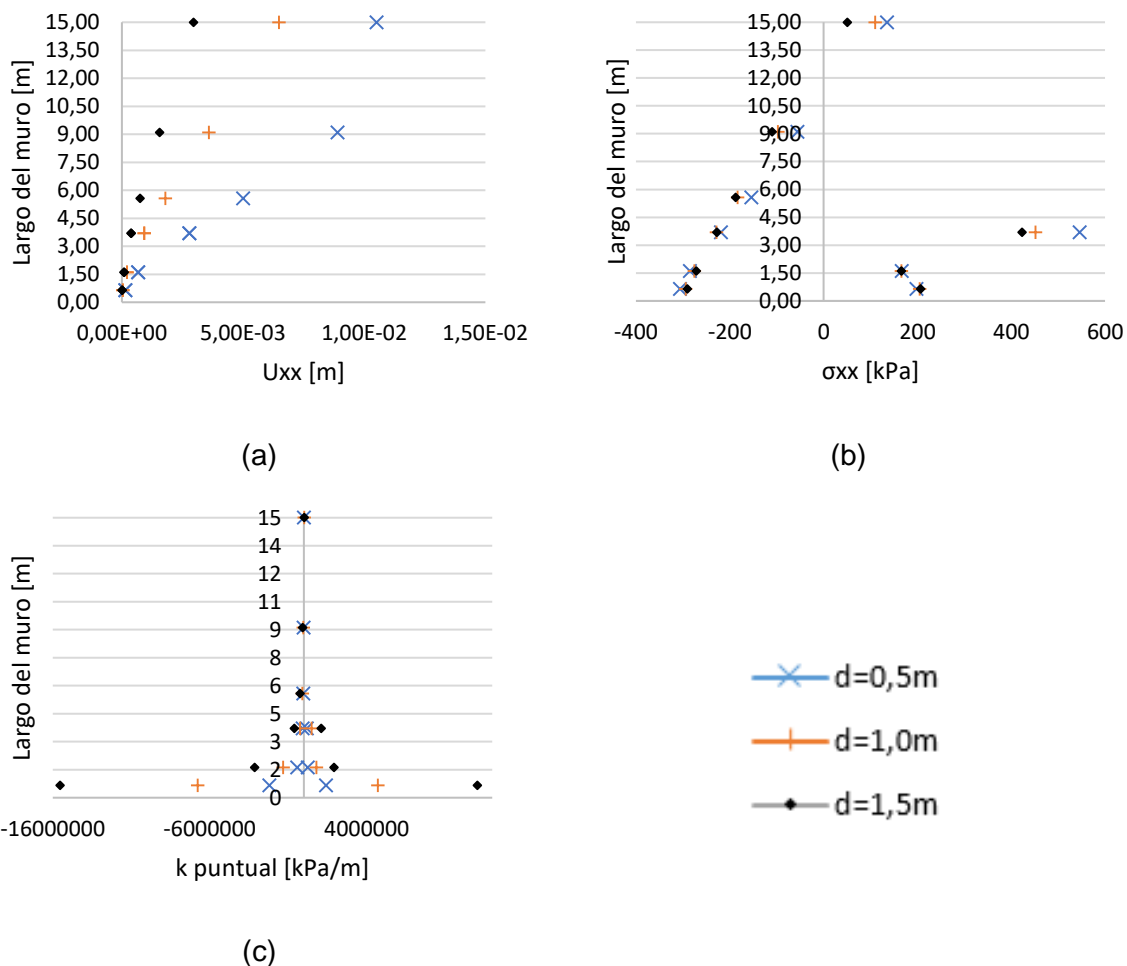 15,00
13,50
12,00
10,50
9,00
7,50
6,00
4,50
3,00
1,50
0,00
Largo del muro [m]
0,00E+00 5,00E-03 1,00E-02 1,50E-02
Uxx [m]
(a)
15,00
13,50
12,00
10,50
9,00
7,50
6,00
4,50
3,00
1,50
0,00
Largo del muro [m]
-400 -200 0 200 400 600
σxx [kPa]
(b)
15
14
12
11
9
8
6
5
3
2
0
Largo del muro [m]
-16000000 -6000000 4000000
k puntual [kPa/m]
(c)
d=0,5m
d=1,0m
d=1,5m